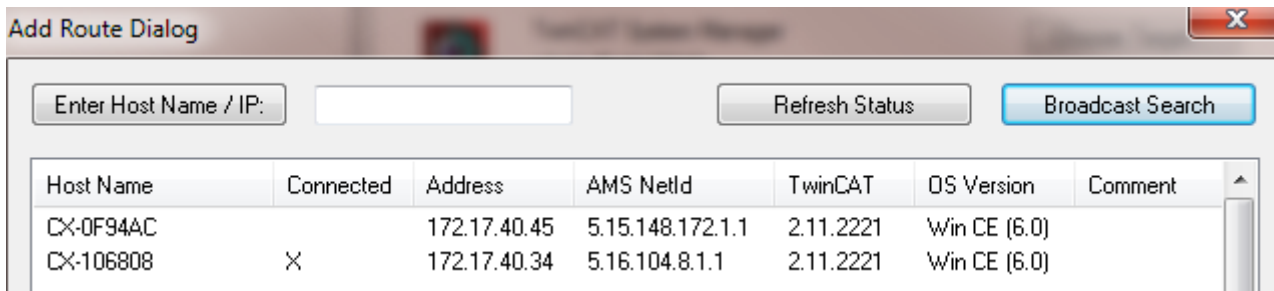 Add Route Dialog
TwinCAT System Manager
Enter Host Name / IP: Refresh Status Broadcast Search
Host Name Connected Address AMS NetId TwinCAT OS Version Comment
CX-0F94AC 172.17.40.45 5.15.148.172.1.1 2.11.2221 Win CE (6.0)
CX-106808 X 172.17.40.34 5.16.104.8.1.1 2.11.2221 Win CE (6.0)